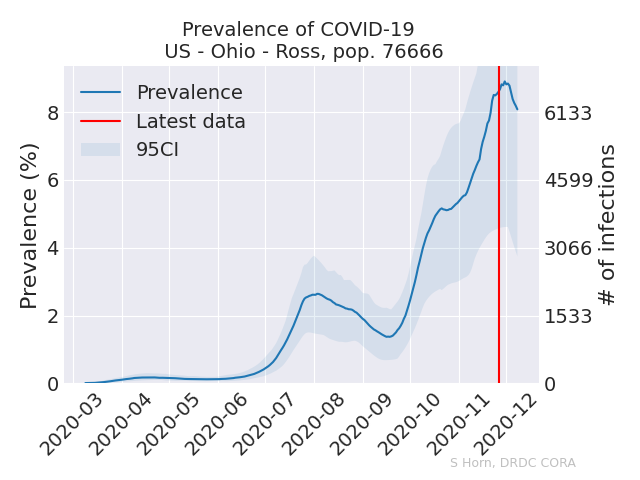 Prevalence of COVID-19
US - Ohio - Ross, pop. 76666
Prevalence
Latest data
95CI
Prevalence (%)
8
6
4
2
0
6133
4599
3066
1533
0
# of infections
2020-03
2020-04
2020-05
2020-06
2020-07
2020-08
2020-09
2020-10
2020-11
2020-12
S Horn, DRDC CORA